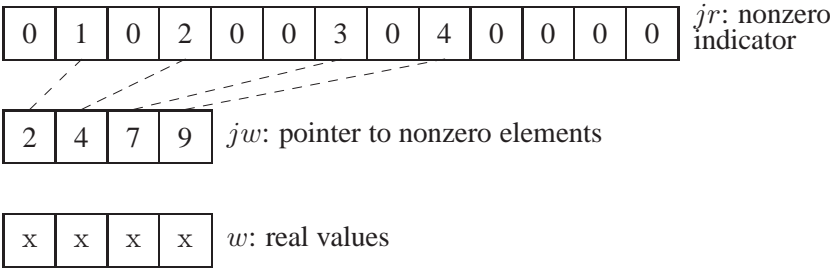 0 1 0 2 0 0 3 0 4 0 0 0 0 jr: nonzero
indicator
2 4 7 9 jw: pointer to nonzero elements
x x x x w: real values